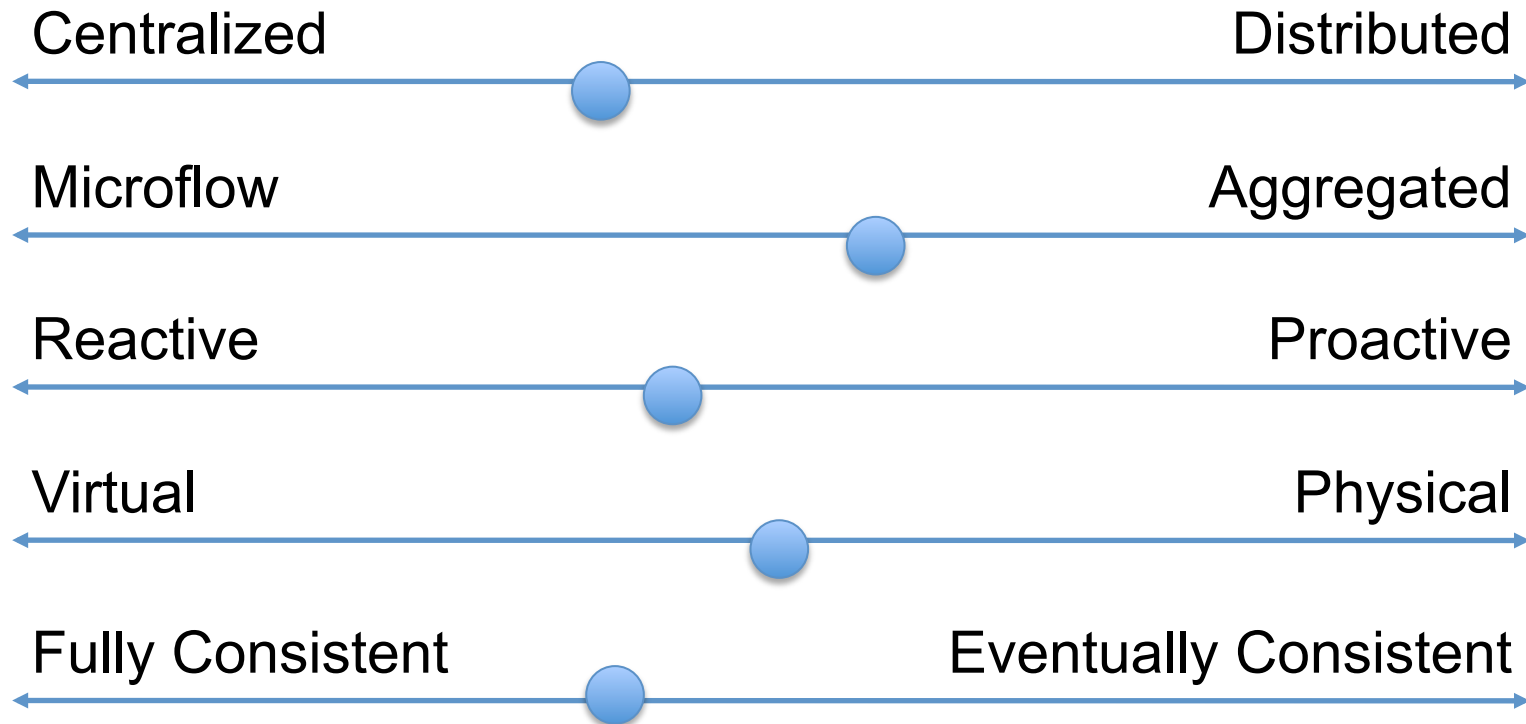 Centralized Distributed
Microflow Aggregated
Reactive Proactive
Virtual Physical
Fully Consistent Eventually Consistent